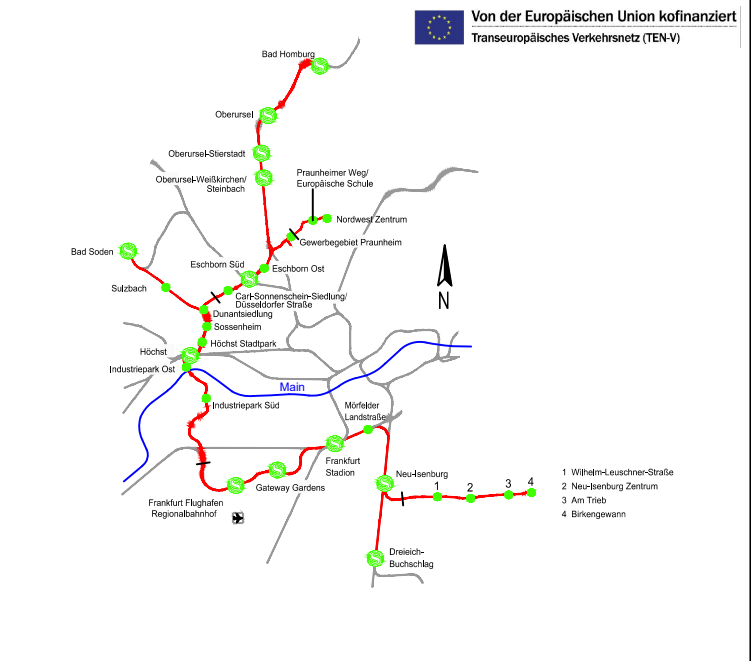 Von der Europäischen Union kofinanziert
Transeuropäisches Verkehrsnetz (TEN-V)
Bad Homburg
Oberursel
Oberursel-Stierstadt
Oberursel-Weißkirchen/
Steinbach
Praunheimer Weg/
Europäische Schule
Nordwest Zentrum
Gewerbegebiet Praunheim
Bad Soden
Eschborn Süd
Eschborn Ost
Sulzbach
Carl-Sonnenschein-Siedlung/
Düsseldorfer Straße
Dunantsiedlung
Sossenheim
N
Höchst Stadtpark
Höchst
Industriepark Ost
Main
Industriepark Süd
Mörfelder
Landstraße
Frankfurt
Stadion
Neu-Isenburg
Gateway Gardens
1
2
3
4
1 Wilhelm-Leuschner-Straße
2 Neu-Isenburg Zentrum
3 Am Trieb
4 Birkengewann
Frankfurt Flughafen
Regionalbahnhof
Dreieich-
Buchschlag